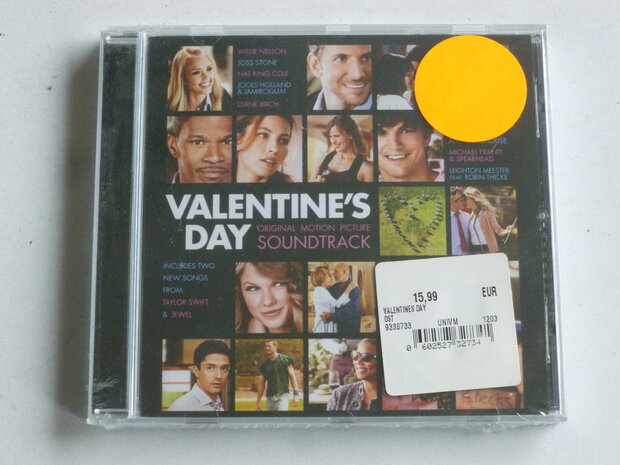 WILLIE NELSON
JOSS STONE
NAT KING COLE
JOOLS HOLLAND
& JAMIROQUAI
DIANE BIRCH
MICHAEL FRANTI
& SPEARHEAD
LEIGHTON MEESTER
FEAT. ROBIN THICKE
VALENTINE'S
DAY ORIGINAL MOTION PICTURE
SOUNDTRACK
INCLUDES TWO
NEW SONGS
FROM:
TAYLOR SWIFT
& JEWEL
15,99 EUR
VALENTINES DAY
OST
9338733 UNIVM 1203
0 602527 32734